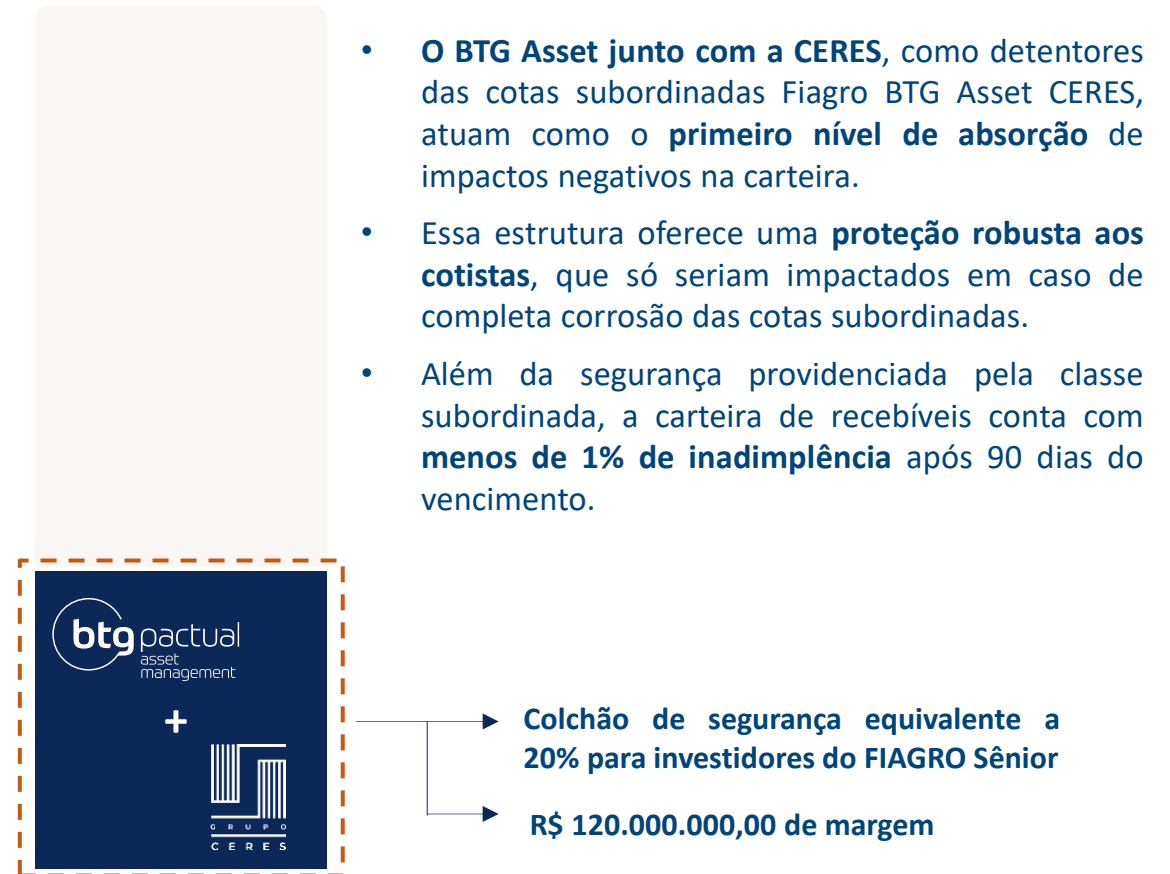 • O BTG Asset junto com a CERES, como detentores
das cotas subordinadas Fiagro BTG Asset CERES,
atuam como o primeiro nível de absorção de
impactos negativos na carteira.
• Essa estrutura oferece uma proteção robusta aos
cotistas, que só seriam impactados em caso de
completa corrosão das cotas subordinadas.
• Além da segurança providenciada pela classe
subordinada, a carteira de recebíveis conta com
menos de 1% de inadimplência após 90 dias do
vencimento.
btg pactual
asset
management
+
GRUPO
CERES
Colchão de segurança equivalente a
20% para investidores do FIAGRO Sênior
R$ 120.000.000,00 de margem